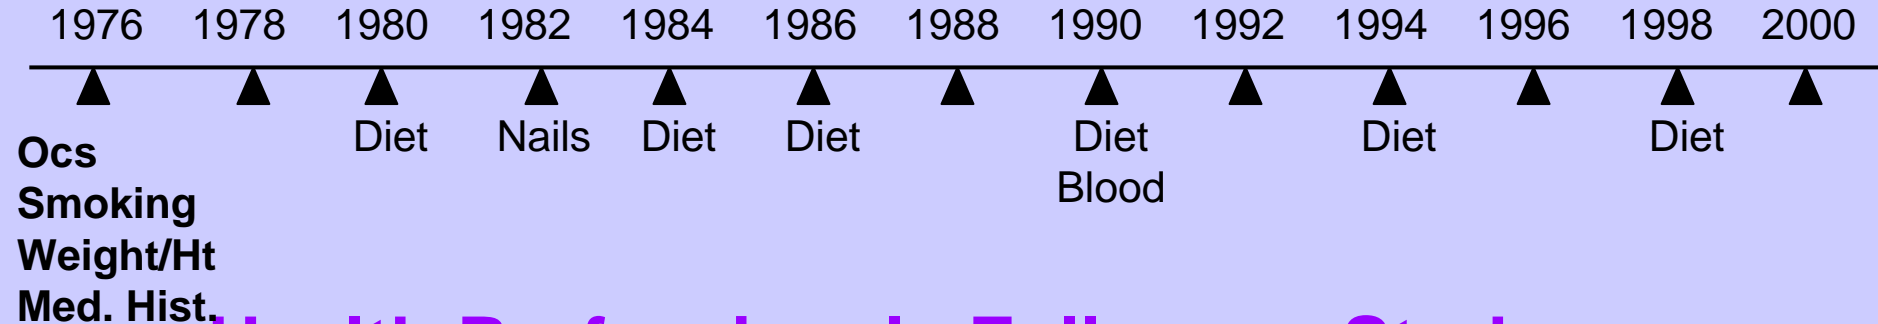 1976 1978 1980 1982 1984 1986 1988 1990 1992 1994 1996 1998 2000
Diet Nails Diet Diet Diet Diet Diet
Blood
Ocs
Smoking
Weight/Ht
Med. Hist.